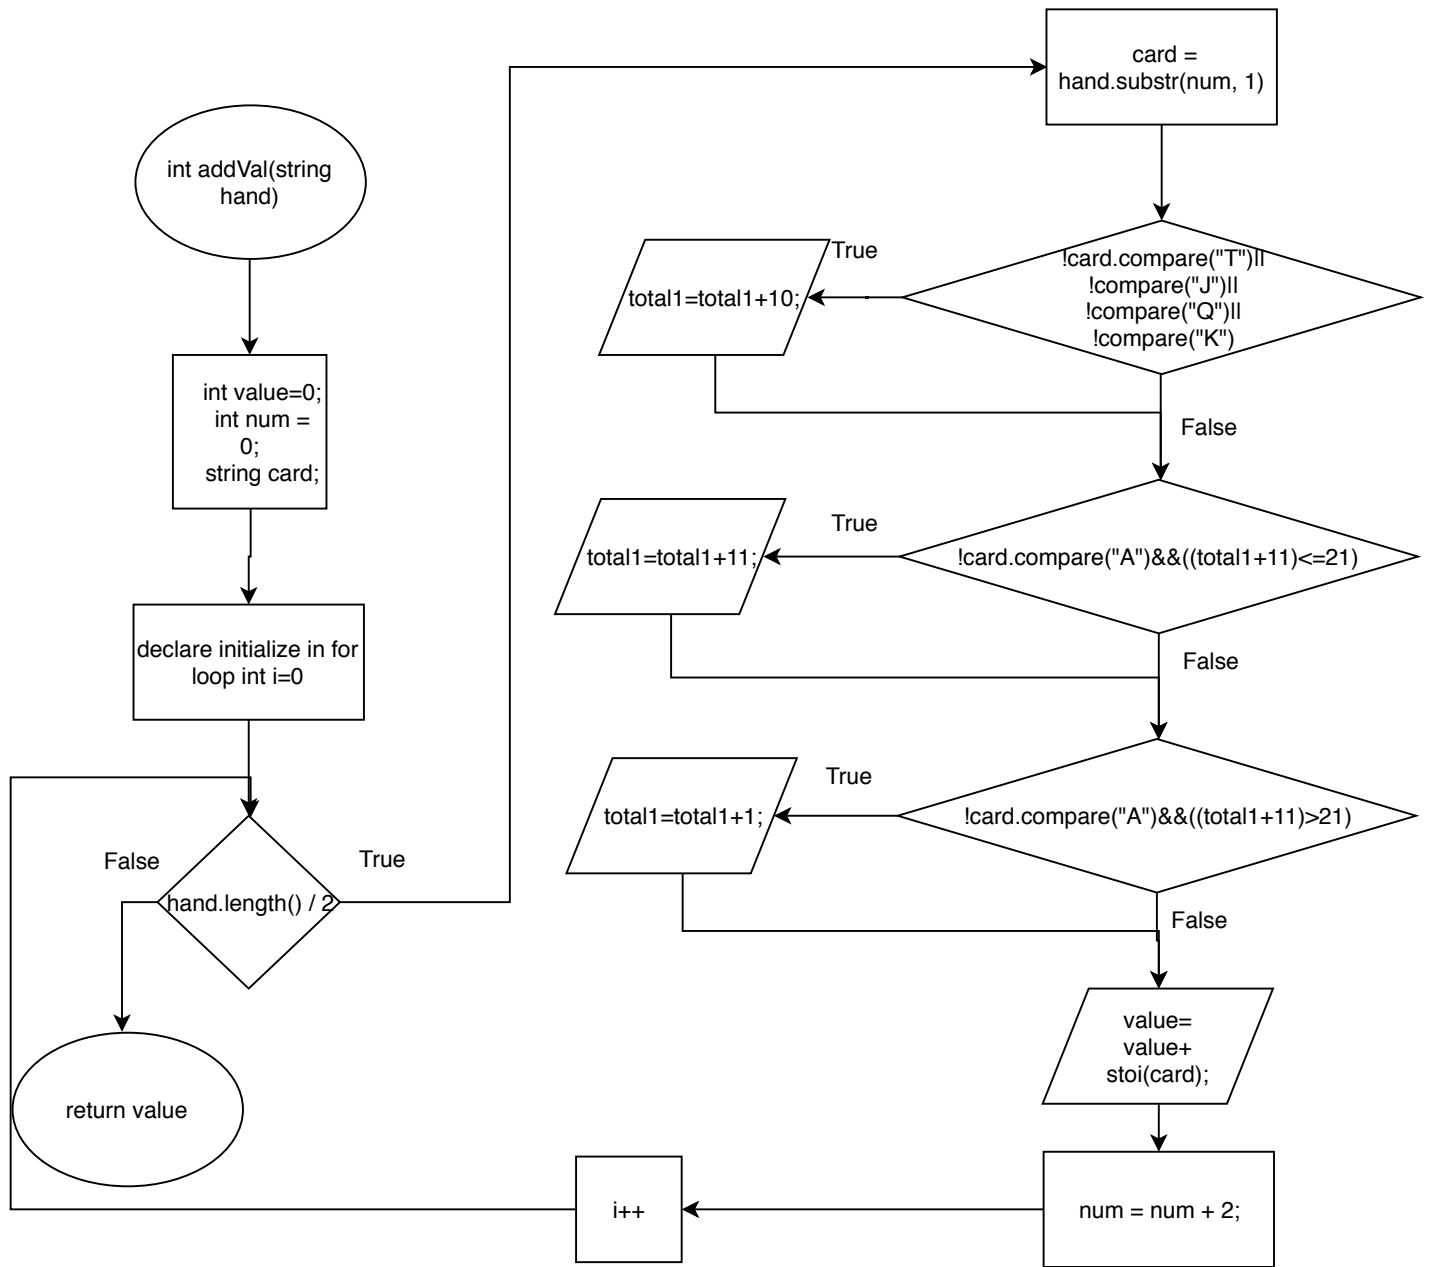 int addVal(string
hand)
int value=0;
int num =
0;
string card;
declare initialize in for
loop int i=0
False
True
hand.length() / 2
return value
card =
hand.substr(num, 1)
True
!card.compare("T")||
!compare("J")||
!compare("Q")||
!compare("K")
total1=total1+10;
False
True
!card.compare("A")&&((total1+11)<=21)
total1=total1+11;
False
True
!card.compare("A")&&((total1+11)>21)
total1=total1+1;
False
value=
value+
stoi(card);
num = num + 2;
i++